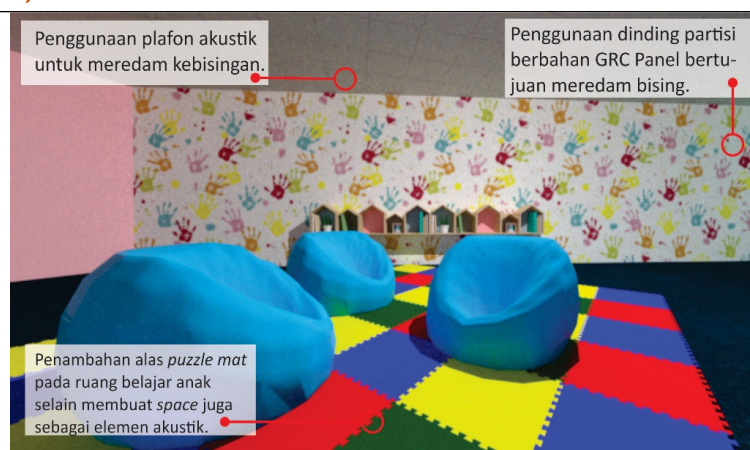 Penggunaan plafon akustik
untuk meredam kebisingan.
Penggunaan dinding partisi
berbahan GRC Panel bertu-
juan meredam bising.
Penambahan alas puzzle mat
pada ruang belajar anak
selain membuat space juga
sebagai elemen akustik.